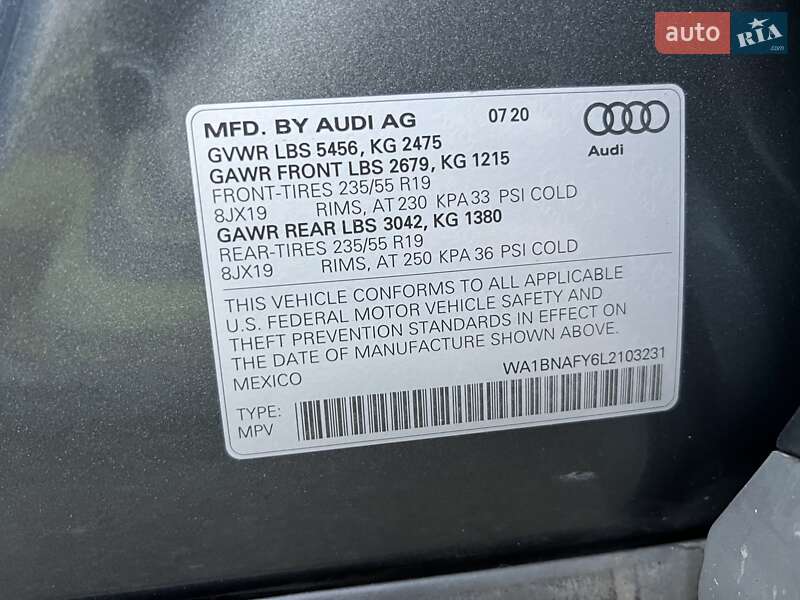 auto RIA .com
MFD. BY AUDI AG 07 20
GVWR LBS 5456, KG 2475
GAWR FRONT LBS 2679, KG 1215
FRONT-TIRES 235/55 R19
8JX19 RIMS, AT 230 KPA 33 PSI COLD
GAWR REAR LBS 3042, KG 1380
REAR-TIRES 235/55 R19
8JX19 RIMS, AT 250 KPA 36 PSI COLD
Audi
THIS VEHICLE CONFORMS TO ALL APPLICABLE
U.S. FEDERAL MOTOR VEHICLE SAFETY AND
THEFT PREVENTION STANDARDS IN EFFECT ON
THE DATE OF MANUFACTURE SHOWN ABOVE.
MEXICO WA1BNAFY6L2103231
TYPE:
MPV